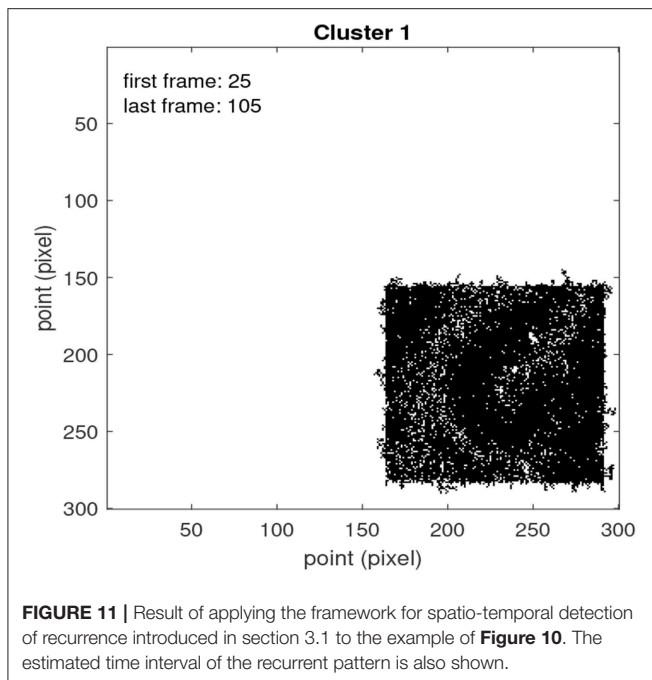 Cluster 1
first frame: 25
last frame: 105
50
100
150
200
250
300
point (pixel)
50
100
150
200
250
300
point (pixel)
FIGURE 11 | Result of applying the framework for spatio-temporal detection
of recurrence introduced in section 3.1 to the example of Figure 10. The
estimated time interval of the recurrent pattern is also shown.